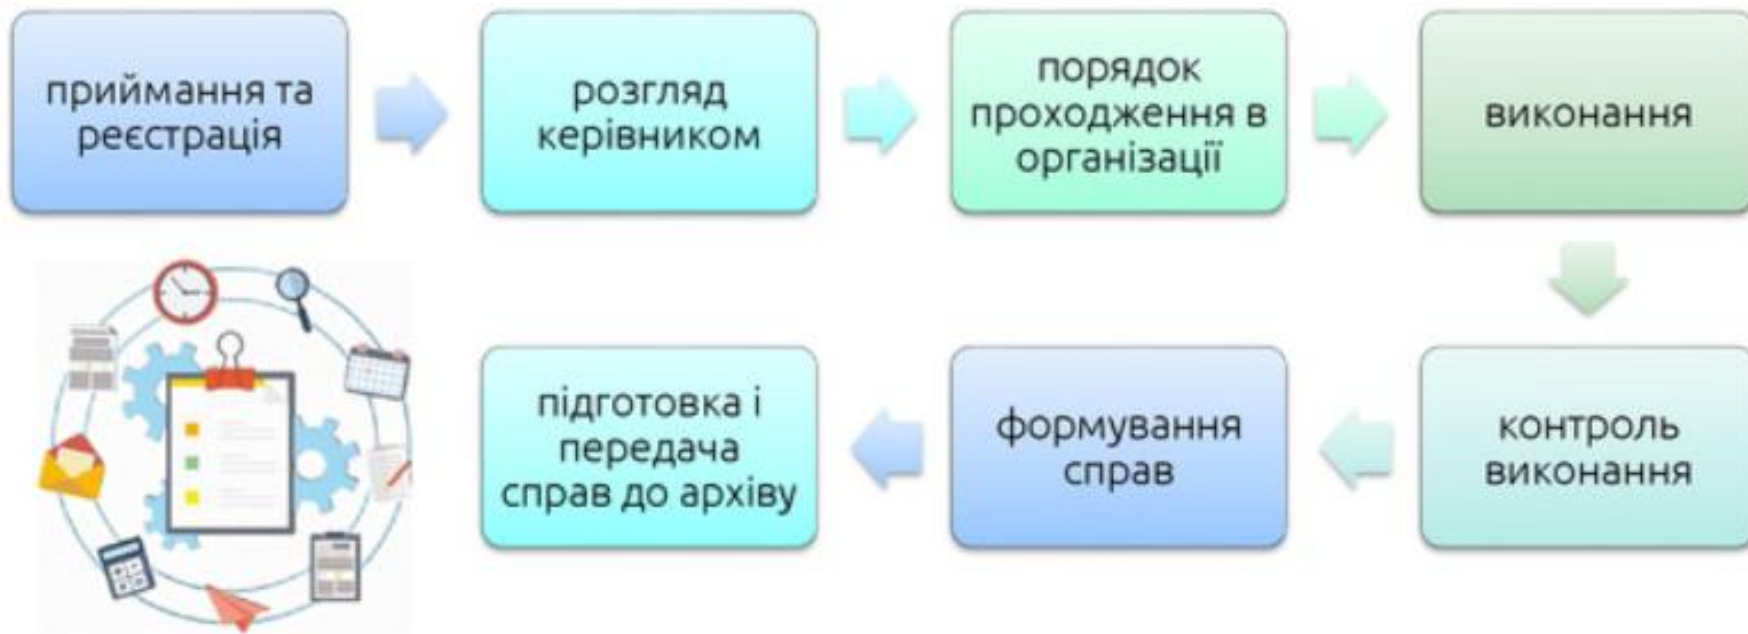 приймання та
реєстрація
розгляд
керівником
порядок
проходження в
організації
виконання
контроль
виконання
формування
справ
підготовка і
передача
справ до архіву